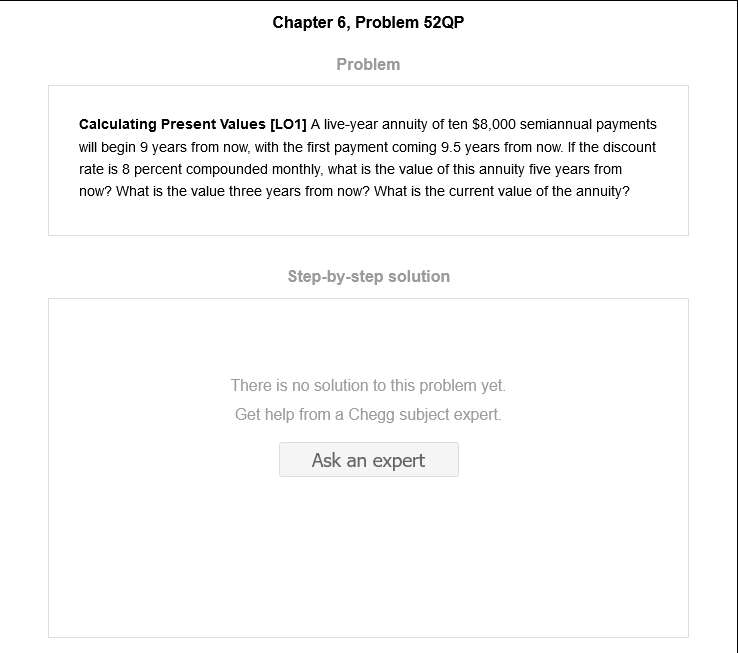 Chapter 6, Problem 52QP
Problem
Calculating Present Values [LO1] A live-year annuity of ten $8,000 semiannual payments
will begin 9 years from now, with the first payment coming 9.5 years from now. If the discount
rate is 8 percent compounded monthly, what is the value of this annuity five years from
now? What is the value three years from now? What is the current value of the annuity?
Step-by-step solution
There is no solution to this problem yet.
Get help from a Chegg subject expert.
Ask an expert